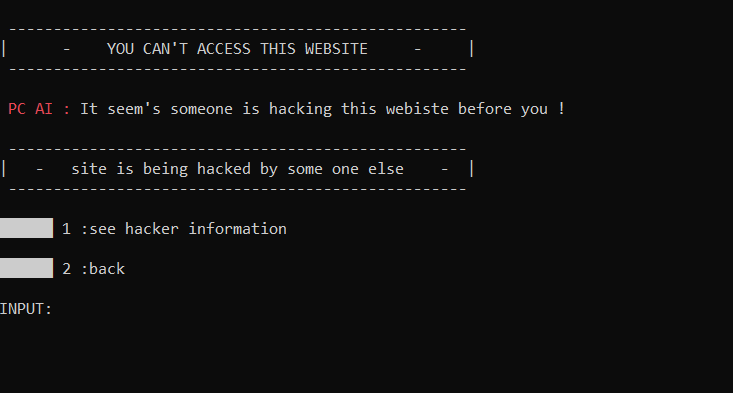 --------------------------------------------------
| - YOU CAN'T ACCESS THIS WEBSITE - |
--------------------------------------------------
PC AI : It seem's someone is hacking this webiste before you !
--------------------------------------------------
| - site is being hacked by some one else - |
--------------------------------------------------
1 :see hacker information
2 :back
INPUT: